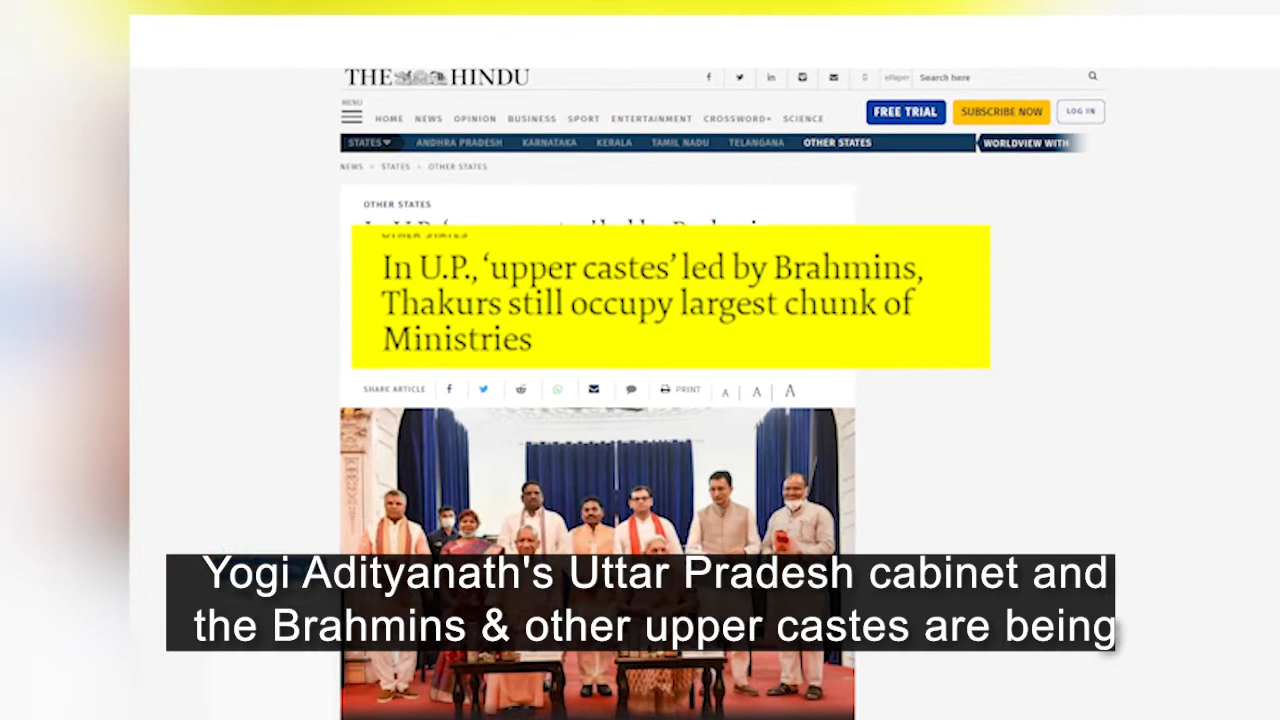 THE HINDU
ePaper
Search here
MENU
HOME NEWS OPINION BUSINESS SPORT ENTERTAINMENT CROSSWORD+ SCIENCE
FREE TRIAL
SUBSCRIBE NOW
LOG IN
STATES ANDHRA PRADESH KARNATAKA KERALA TAMIL NADU TELANGANA OTHER STATES
WORLDVIEW WITH
NEWS STATES OTHER STATES
OTHER STATES
OTHER STATES
In U.P., ‘upper castes’ led by Brahmins,
Thakurs still occupy largest chunk of
Ministries
SHARE ARTICLE
PRINT
A A A
Yogi Adityanath's Uttar Pradesh cabinet and
the Brahmins & other upper castes are being